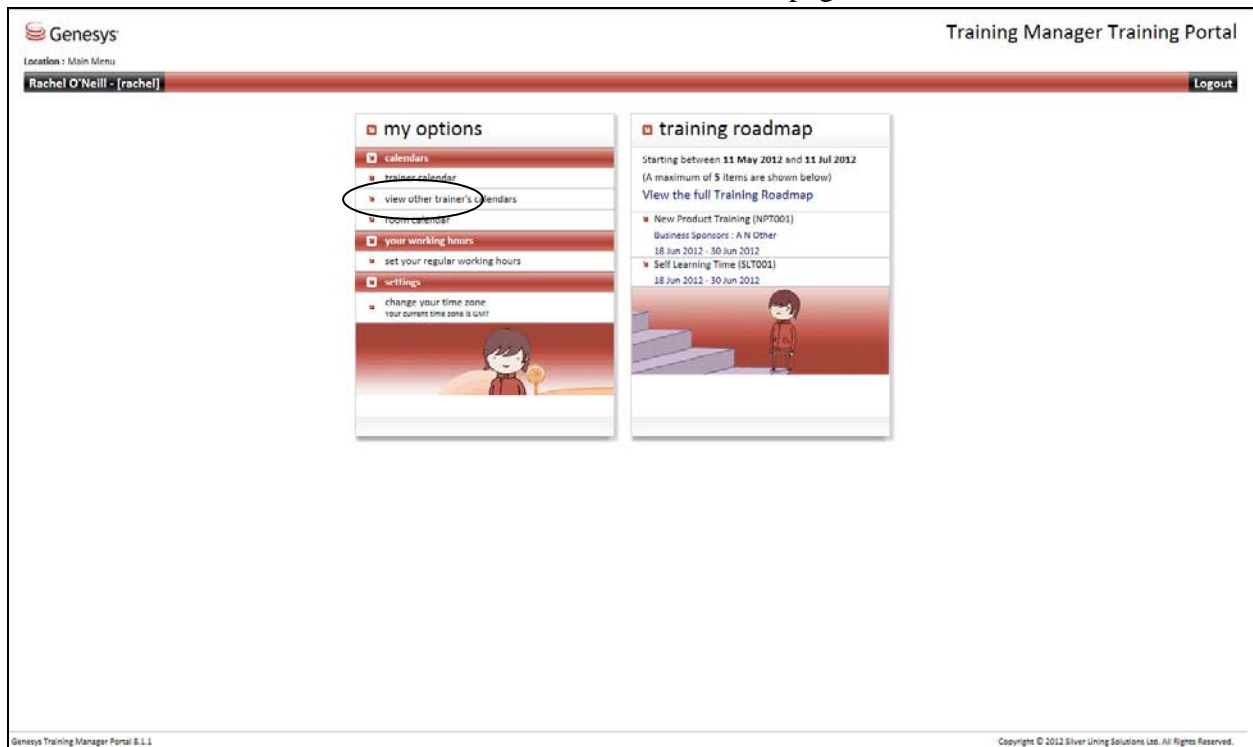 page
Genesys
Training Manager Training Portal
Location : Main Menu
Rachel O'Neill - [rachel]
Logout
my options
calendars
trainer calendar
view other trainer's calendars
room calendar
your working hours
set your regular working hours
settings
change your time zone
Your current time zone is GMT
training roadmap
Starting between 11 May 2012 and 11 Jul 2012
(A maximum of 5 items are shown below)
View the full Training Roadmap
New Product Training (NPT001)
Business Sponsors : A N Other
18 Jun 2012 - 30 Jun 2012
Self Learning Time (SLT001)
18 Jun 2012 - 30 Jun 2012
Genesys Training Manager Portal 8.1.1
Copyright © 2012 Silver Lining Solutions Ltd. All Rights Reserved.